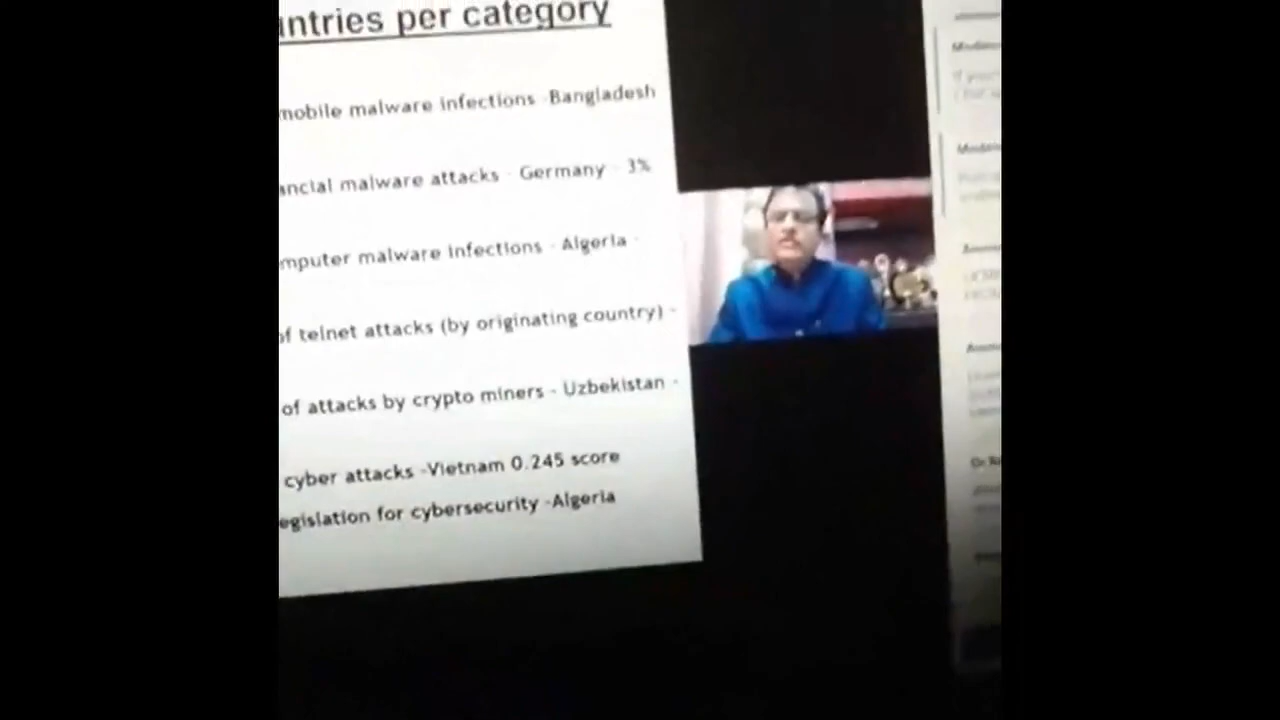 untries per category
mobile malware infections -Bangladesh
ancial malware attacks - Germany - 3%
mputer malware infections - Algeria -
of telnet attacks (by originating country) -
of attacks by crypto miners - Uzbekistan -
cyber attacks -Vietnam 0.245 score
egislation for cybersecurity -Algeria